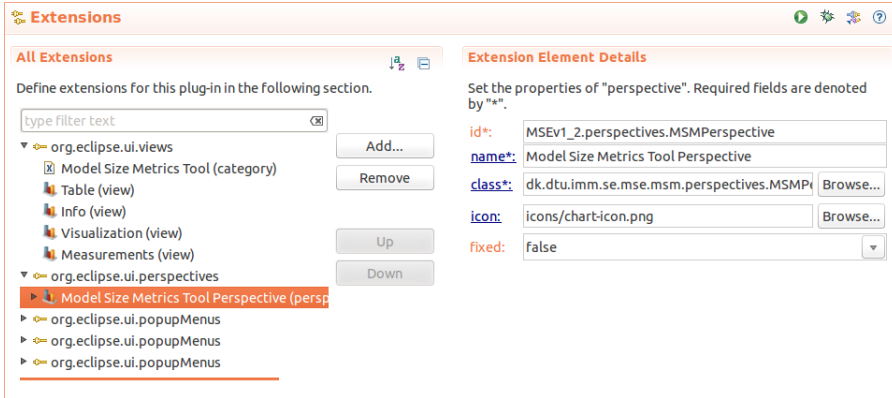 Extensions
All Extensions
Define extensions for this plug-in in the following section.
type filter text
org.eclipse.ui.views
Model Size Metrics Tool (category)
Table (view)
Info (view)
Visualization (view)
Measurements (view)
org.eclipse.ui.perspectives
Model Size Metrics Tool Perspective (persp
org.eclipse.ui.popupMenus
org.eclipse.ui.popupMenus
org.eclipse.ui.popupMenus
Add...
Remove
Up
Down
Extension Element Details
Set the properties of "perspective". Required fields are denoted
by "*".
id*: MSEv1_2.perspectives.MSMPerspective
name*: Model Size Metrics Tool Perspective
class*: dk.dtu.imm.se.mse.msm.perspectives.MSMP Browse...
icon: icons/chart-icon.png Browse...
fixed: false